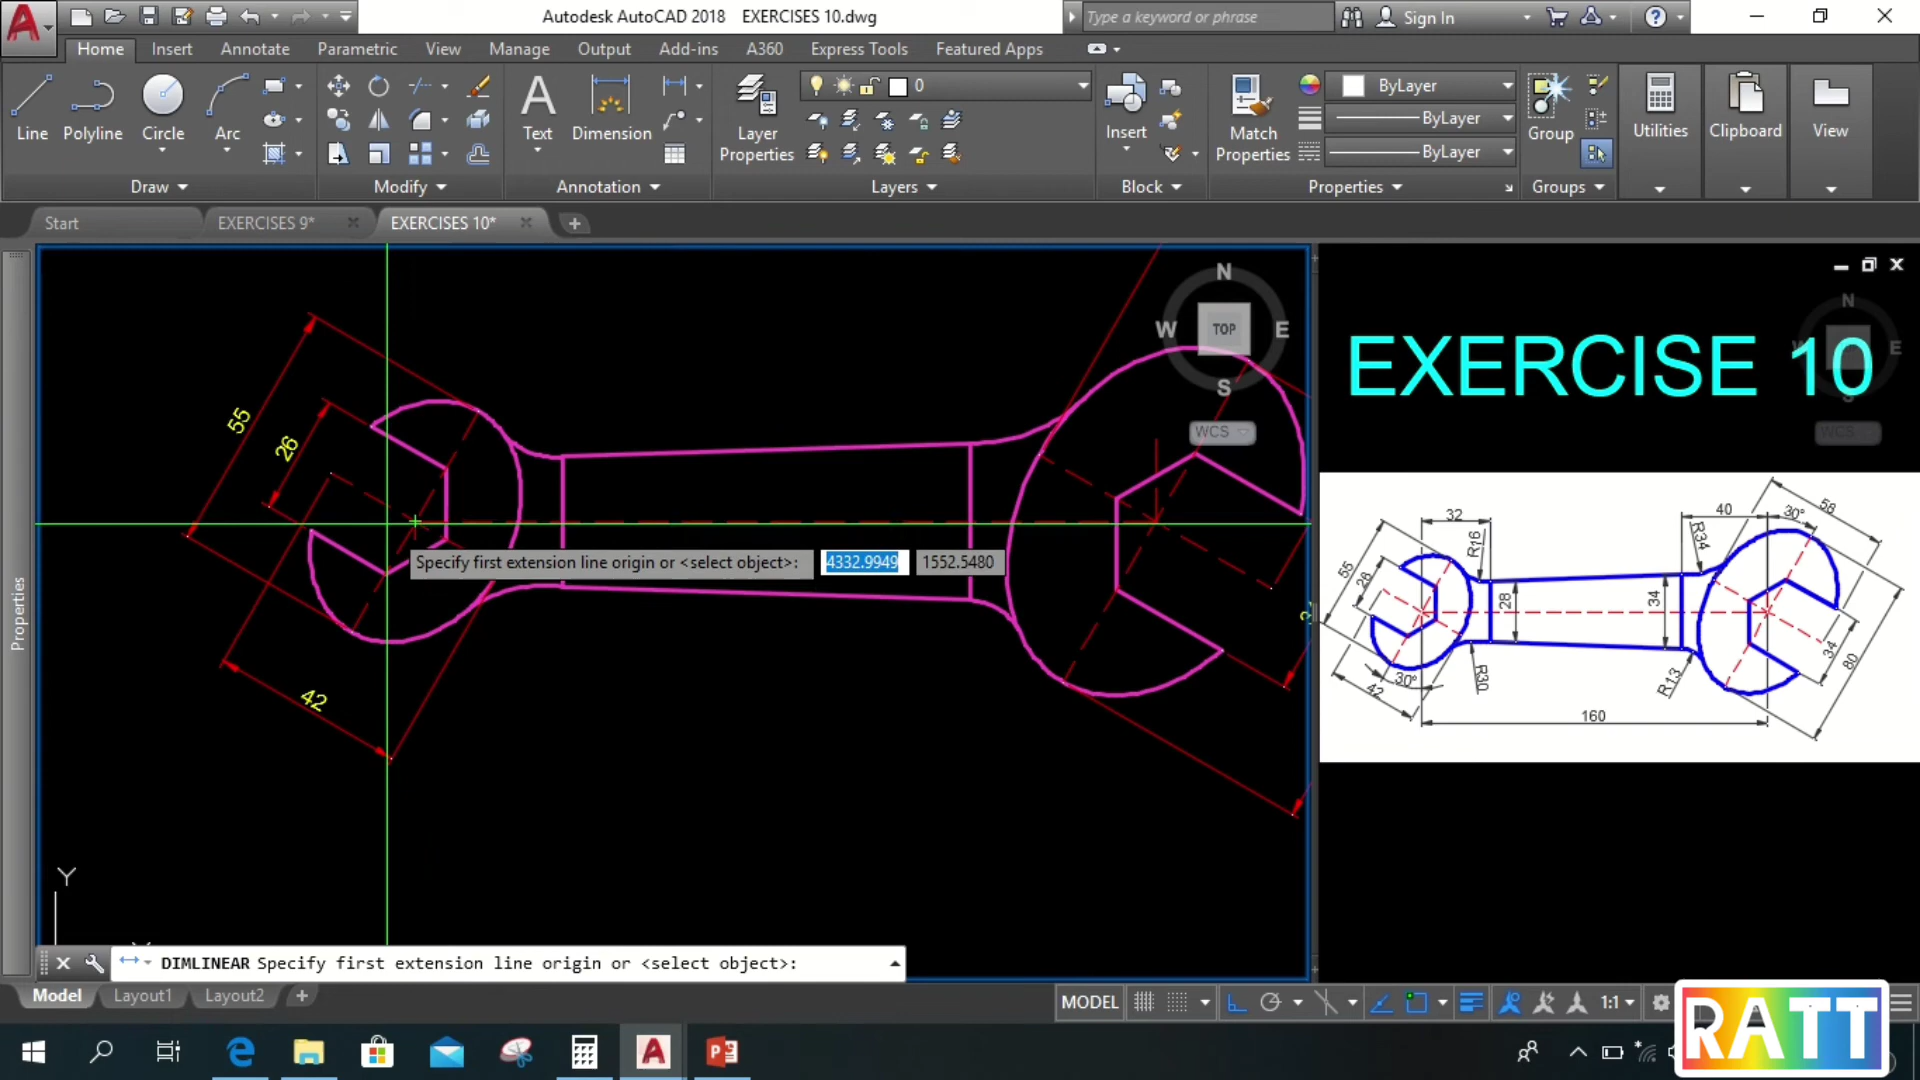 Autodesk AutoCAD 2018 EXERCISES 10.dwg
Type a keyword or phrase
Sign In
Home Insert Annotate Parametric View Manage Output Add-ins A360 Express Tools Featured Apps
Line Polyline Circle Arc
Text Dimension
Layer Properties
0
Insert
Match Properties
ByLayer
ByLayer
ByLayer
Group
Utilities
Clipboard
View
Draw Modify Annotation Layers Block Properties Groups
Start EXERCISES 9* EXERCISES 10*
N
W TOP E
S
WCS
55
26
42
Specify first extension line origin or <select object>: 4332.9949 1552.5480
Y
Properties
EXERCISE 10
N
E
WCS
32
40
58
30°
R16
R34
55
26
28
34
34
80
30°
42
R30
R13
160
DIMLINEAR Specify first extension line origin or <select object>:
Model Layout1 Layout2
MODEL 1:1
RATT